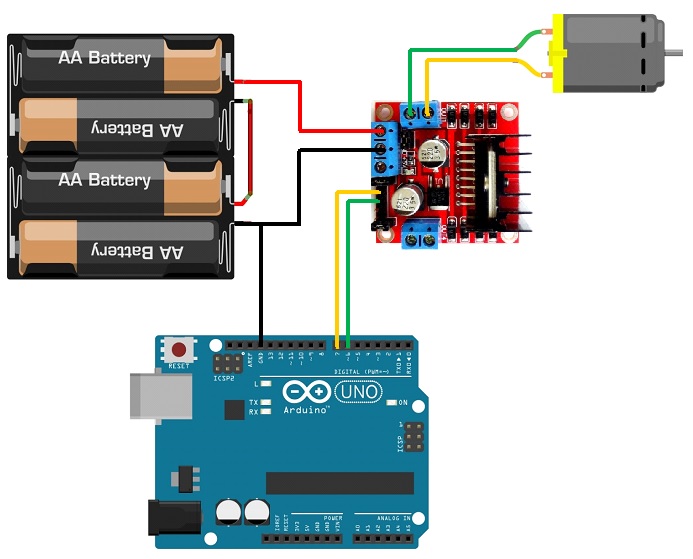 AA Battery
AA Battery
AA Battery
AA Battery
RESET
ICSP2
AREF
GND
13
12
~11
~10
~9
8
7
~6
~5
4
~3
2
TX0▶1
RX0◀0
DIGITAL (PWM=~)
L
TX
RX
UNO
Arduino™
ON
ICSP
IOREF
RESET
3V3
5V
GND
GND
VIN
POWER
A0
A1
A2
A3
A4
A5
ANALOG IN